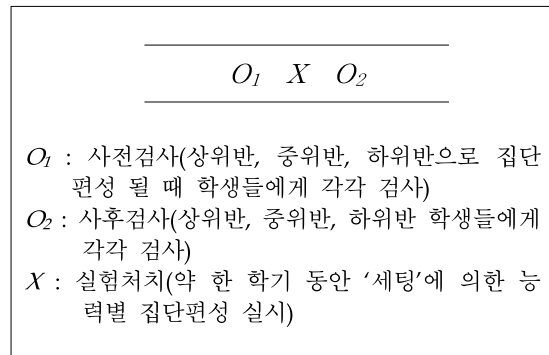 O1 X O2
O1 : 사전검사(상위반, 중위반, 하위반으로 집단
편성 될 때 학생들에게 각각 검사)
O2 : 사후검사(상위반, 중위반, 하위반 학생들에게
각각 검사)
X : 실험처치(약 한 학기 동안 ‘세팅’에 의한 능
력별 집단편성 실시)